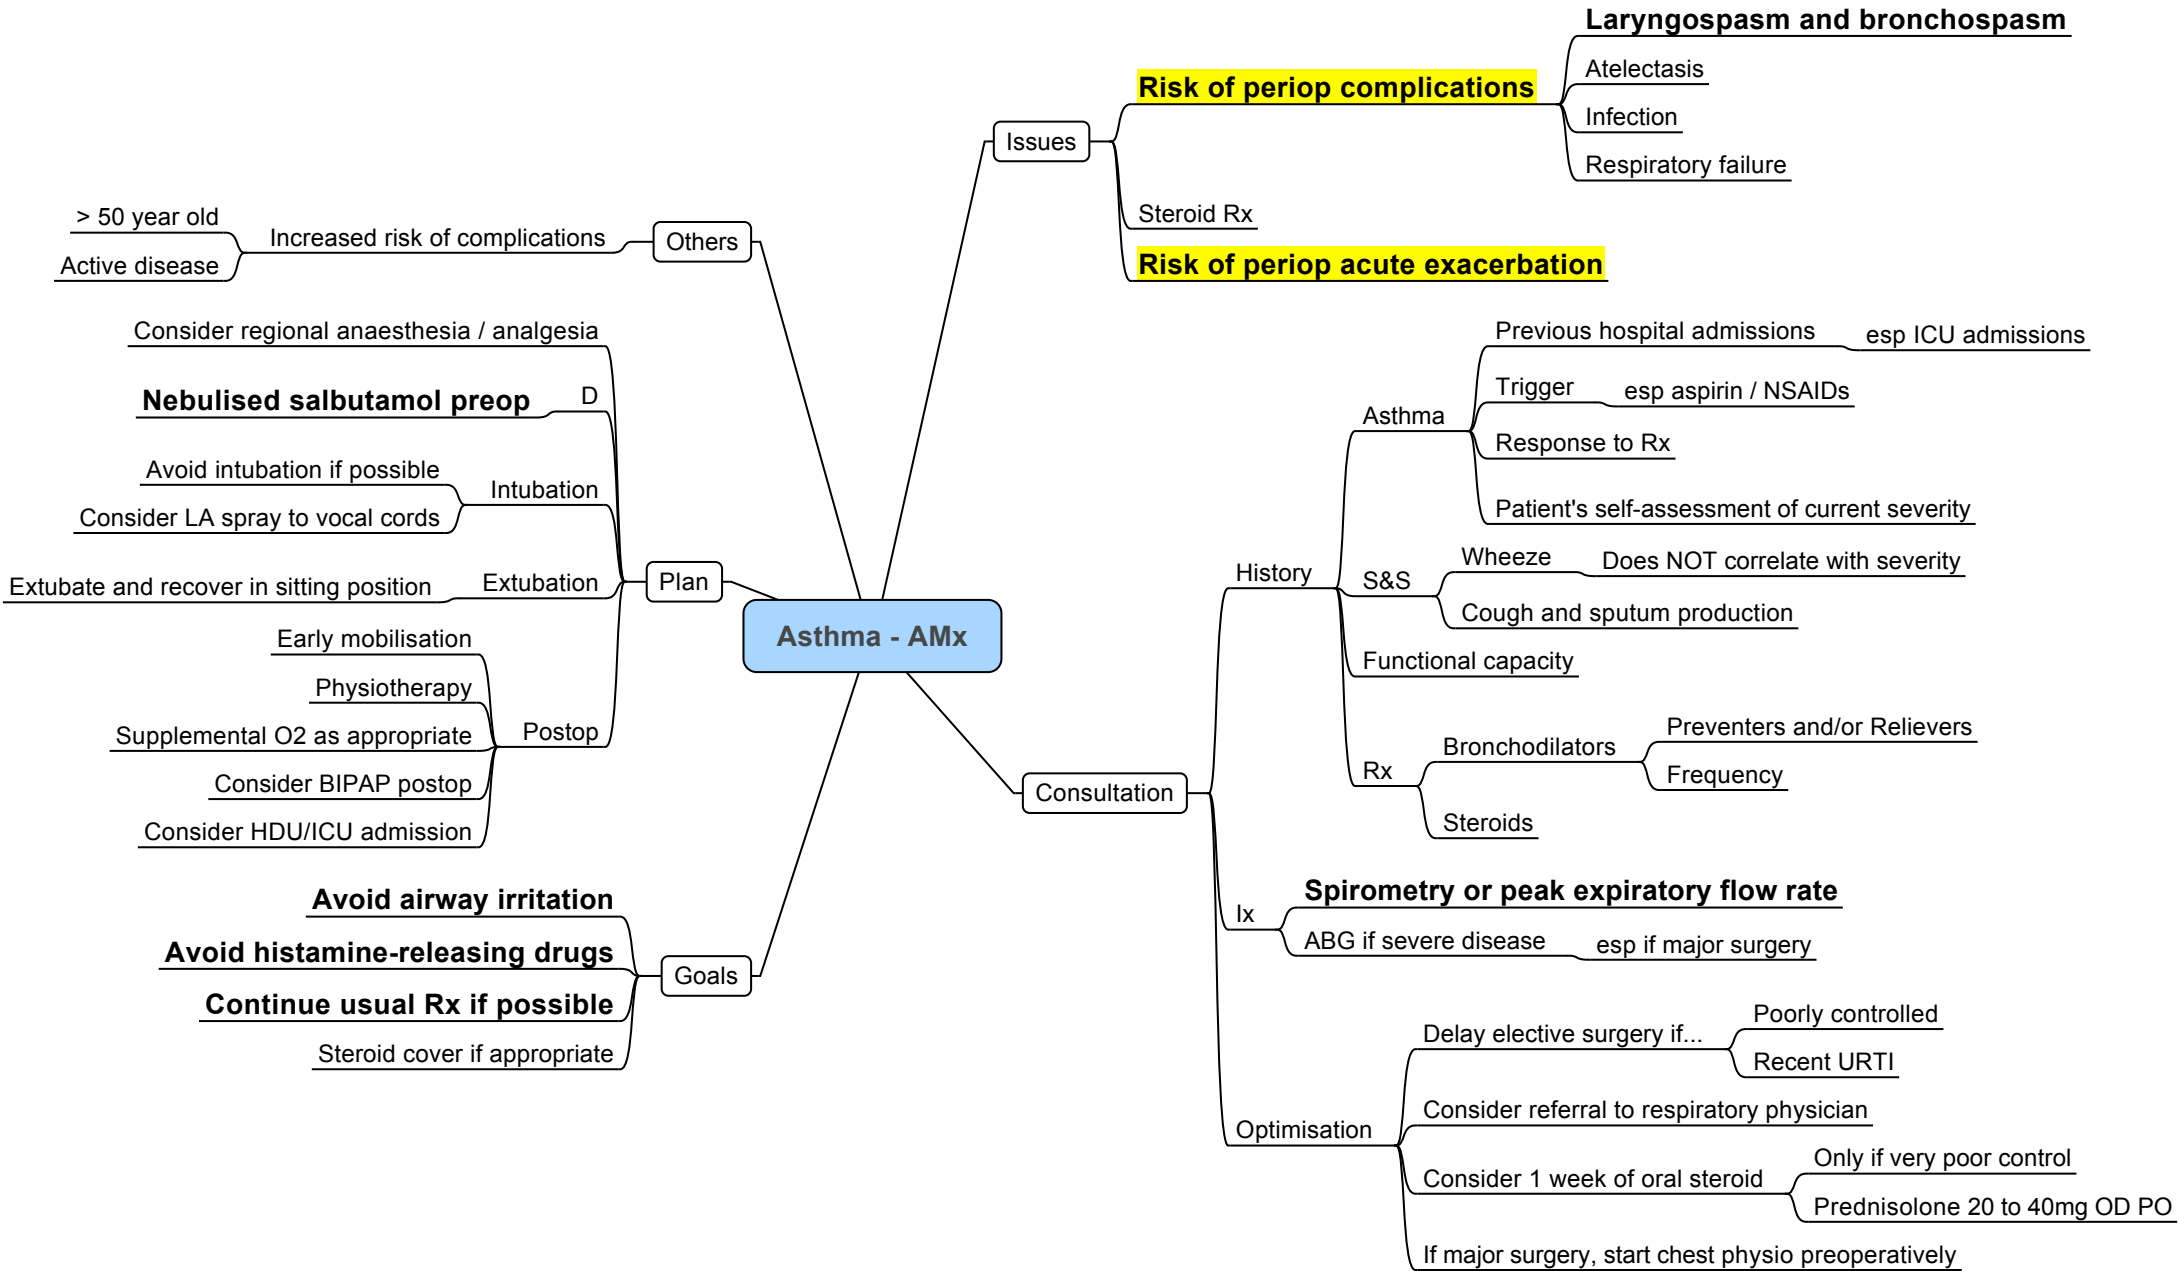 Asthma - AMx
Issues
Risk of periop complications
Laryngospasm and bronchospasm
Atelectasis
Infection
Respiratory failure
Steroid Rx
Risk of periop acute exacerbation
Consultation
History
Asthma
Previous hospital admissions
esp ICU admissions
Trigger
esp aspirin / NSAIDs
Response to Rx
Patient's self-assessment of current severity
S&S
Wheeze
Does NOT correlate with severity
Cough and sputum production
Functional capacity
Rx
Bronchodilators
Preventers and/or Relievers
Frequency
Steroids
Ix
Spirometry or peak expiratory flow rate
ABG if severe disease
esp if major surgery
Optimisation
Delay elective surgery if...
Poorly controlled
Recent URTI
Consider referral to respiratory physician
Consider 1 week of oral steroid
Only if very poor control
Prednisolone 20 to 40mg OD PO
If major surgery, start chest physio preoperatively
Others
Increased risk of complications
> 50 year old
Active disease
Plan
Consider regional anaesthesia / analgesia
D
Nebulised salbutamol preop
Intubation
Avoid intubation if possible
Consider LA spray to vocal cords
Extubation
Extubate and recover in sitting position
Postop
Early mobilisation
Physiotherapy
Supplemental O2 as appropriate
Consider BIPAP postop
Consider HDU/ICU admission
Goals
Avoid airway irritation
Avoid histamine-releasing drugs
Continue usual Rx if possible
Steroid cover if appropriate